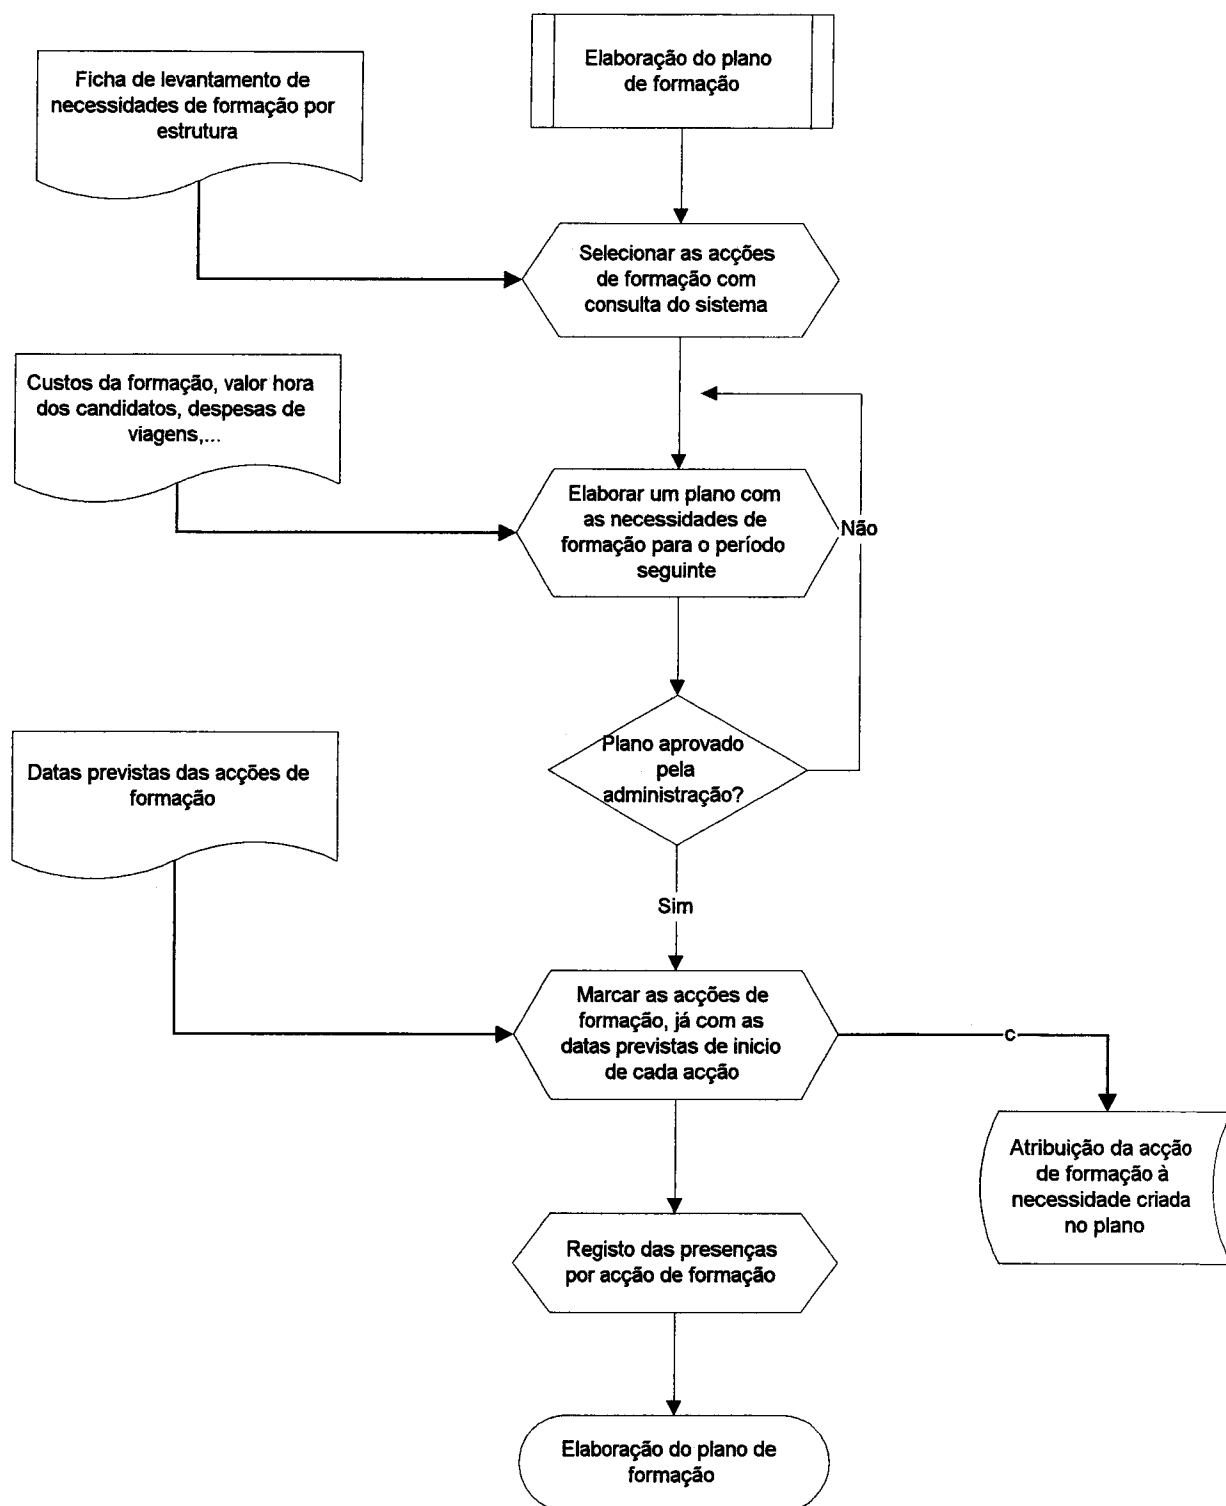 Elaboração do plano
de formação
Ficha de levantamento de
necessidades de formação por
estrutura
Selecionar as acções
de formação com
consulta do sistema
Custos da formação, valor hora
dos candidatos, despesas de
viagens,...
Elaborar um plano com
as necessidades de
formação para o período
seguinte
Não
Plano aprovado
pela
administração?
Datas previstas das acções de
formação
Sim
Marcar as acções de
formação, já com as
datas previstas de inicio
de cada acção
c
Atribuição da acção
de formação à
necessidade criada
no plano
Registo das presenças
por acção de formação
Elaboração do plano de
formação